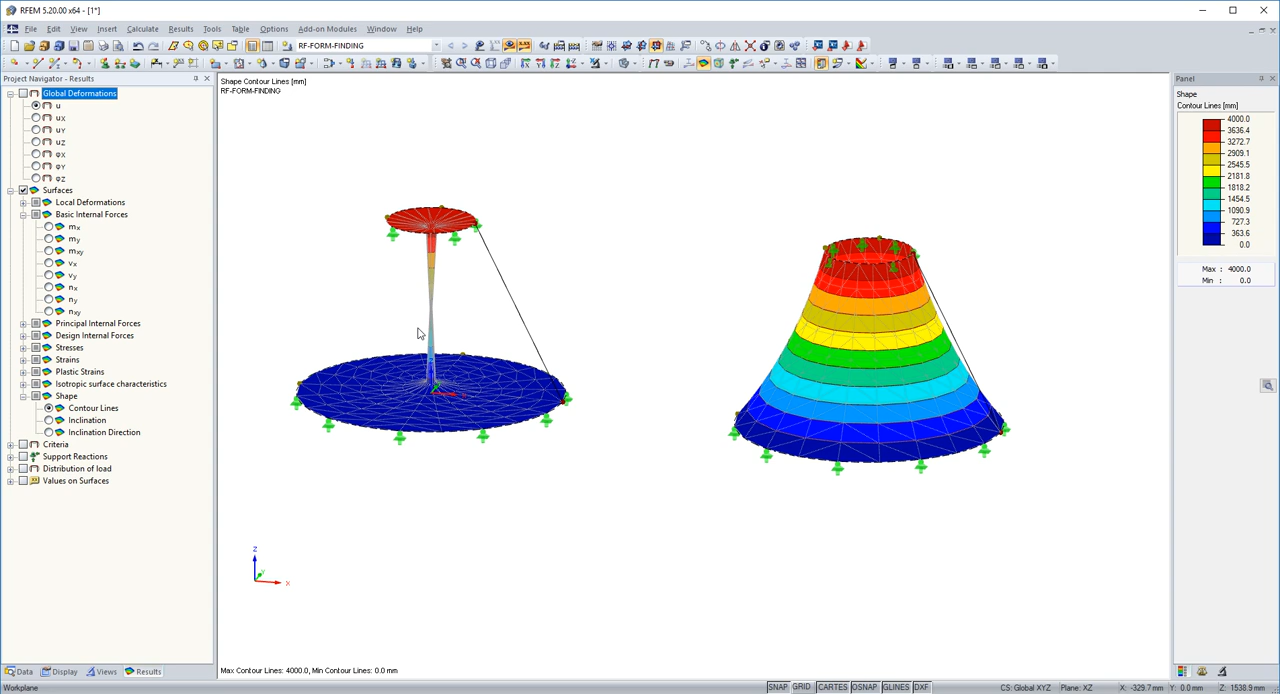 RFEM 5.20.00 x64 - [1*]
File Edit View Insert Calculate Results Tools Table Options Add-on Modules Window Help
RF-FORM-FINDING
Project Navigator - Results
Global Deformations
u
uX
uY
uZ
φX
φY
φZ
Surfaces
Local Deformations
Basic Internal Forces
mx
my
mxy
vx
vy
nx
ny
nxy
Principal Internal Forces
Design Internal Forces
Stresses
Strains
Plastic Strains
Isotropic surface characteristics
Shape
Contour Lines
Inclination
Inclination Direction
Criteria
Support Reactions
Distribution of load
Values on Surfaces
Data Display Views Results
Shape Contour Lines [mm]
RF-FORM-FINDING
Z
Y
X
Max Contour Lines: 4000.0, Min Contour Lines: 0.0 mm
Panel
Shape
Contour Lines [mm]
4000.0
3636.4
3272.7
2909.1
2545.5
2181.8
1818.2
1454.5
1090.9
727.3
363.6
0.0
Max : 4000.0
Min : 0.0
Workplane SNAP GRID CARTES OSNAP GLINES DXF CS: Global XYZ Plane: XZ X: -329.7 mm Y: 0.0 mm Z: 1538.9 mm